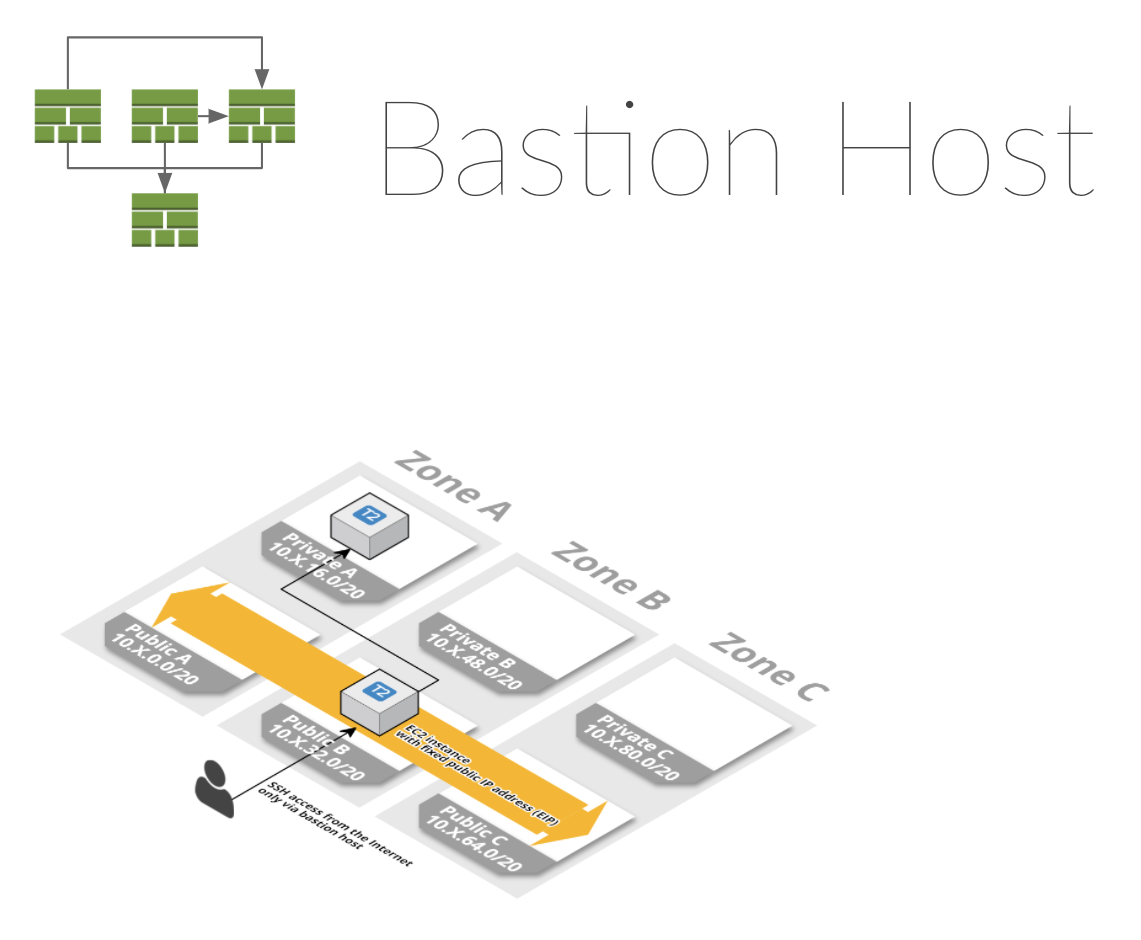 Bastion Host
Zone A
T2
Private A
10.X.16.0/20
Zone B
Private B
10.X.48.0/20
Public A
10.X.0.0/20
Zone C
T2
Public B
10.X.32.0/20
Private C
10.X.80.0/20
EC2 instance
with fixed public IP address (EIP)
SSH access from the Internet
only via bastion host
Public C
10.X.64.0/20